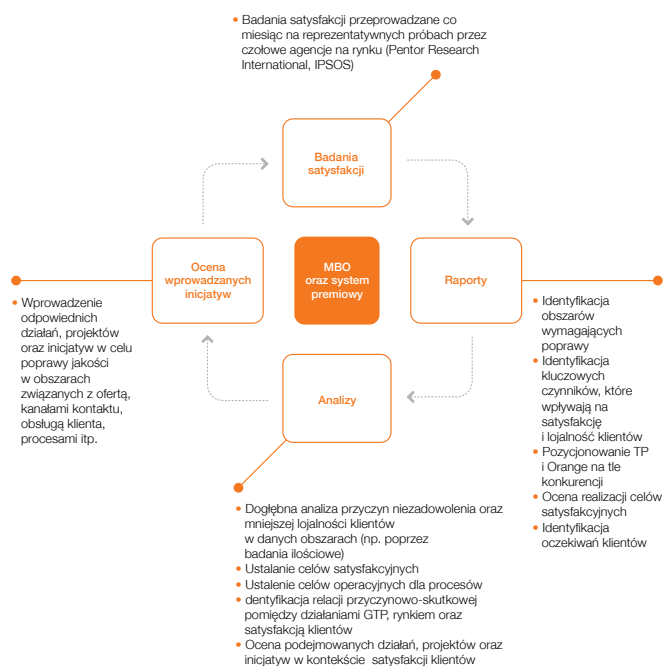 • Badania satysfakcji przeprowadzane co
miesiąc na reprezentatywnych próbach przez
czołowe agencje na rynku (Pentor Research
International, IPSOS)
Badania
satysfakcji
Ocena
wprowadzanych
inicjatyw
MBO
oraz system
premiowy
Raporty
Analizy
• Wprowadzenie
odpowiednich
działań, projektów
oraz inicjatyw w celu
poprawy jakości
w obszarach
związanych z ofertą,
kanałami kontaktu,
obsługą klienta,
procesami itp.
• Identyfikacja
obszarów
wymagających
poprawy
• Identyfikacja
kluczowych
czynników, które
wpływają na
satysfakcję
i lojalność klientów
• Pozycjonowanie TP
i Orange na tle
konkurencji
• Ocena realizacji celów
satysfakcyjnych
• Identyfikacja
oczekiwań klientów
• Dogłębna analiza przyczyn niezadowolenia oraz
mniejszej lojalności klientów
w danych obszarach (np. poprzez
badania ilościowe)
• Ustalanie celów satysfakcyjnych
• Ustalenie celów operacyjnych dla procesów
• dentyfikacja relacji przyczynowo-skutkowej
pomiędzy działaniami GTP, rynkiem oraz
satysfakcją klientów
• Ocena podejmowanych działań, projektów oraz
inicjatyw w kontekście satysfakcji klientów